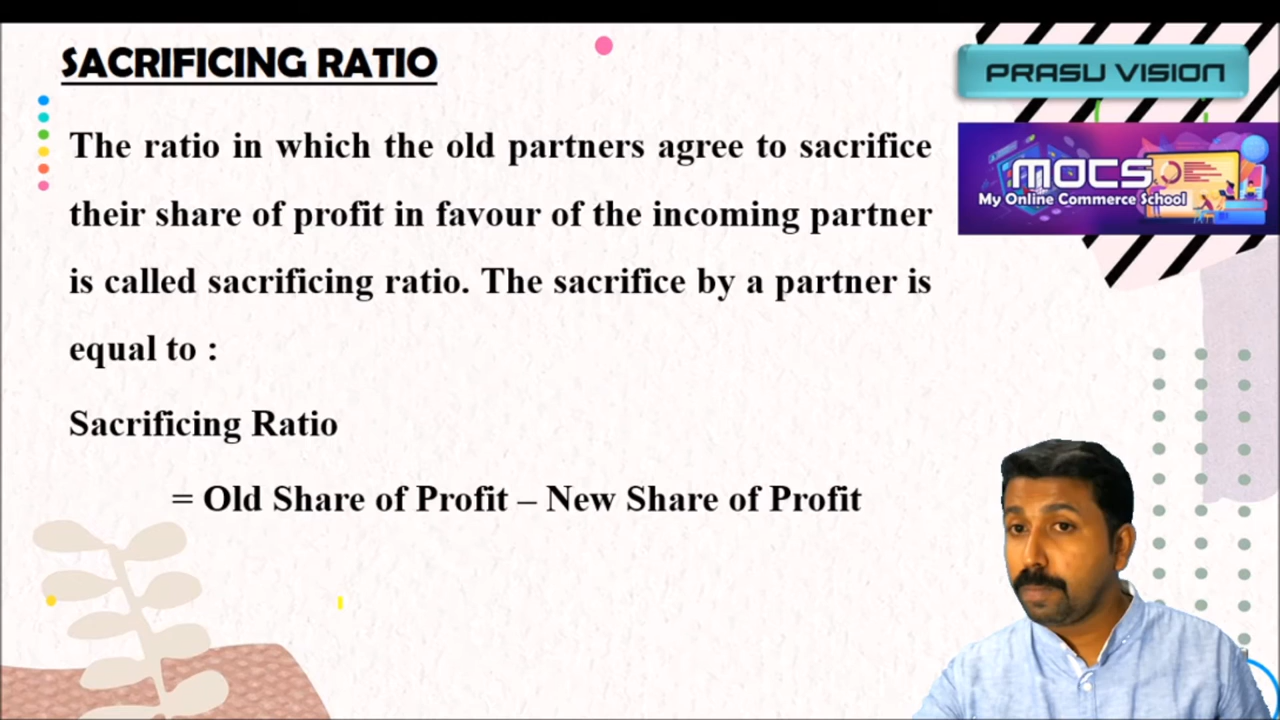 SACRIFICING RATIO
PRASU VISION
MOCS
My Online Commerce School
The ratio in which the old partners agree to sacrifice
their share of profit in favour of the incoming partner
is called sacrificing ratio. The sacrifice by a partner is
equal to :
Sacrificing Ratio
= Old Share of Profit – New Share of Profit